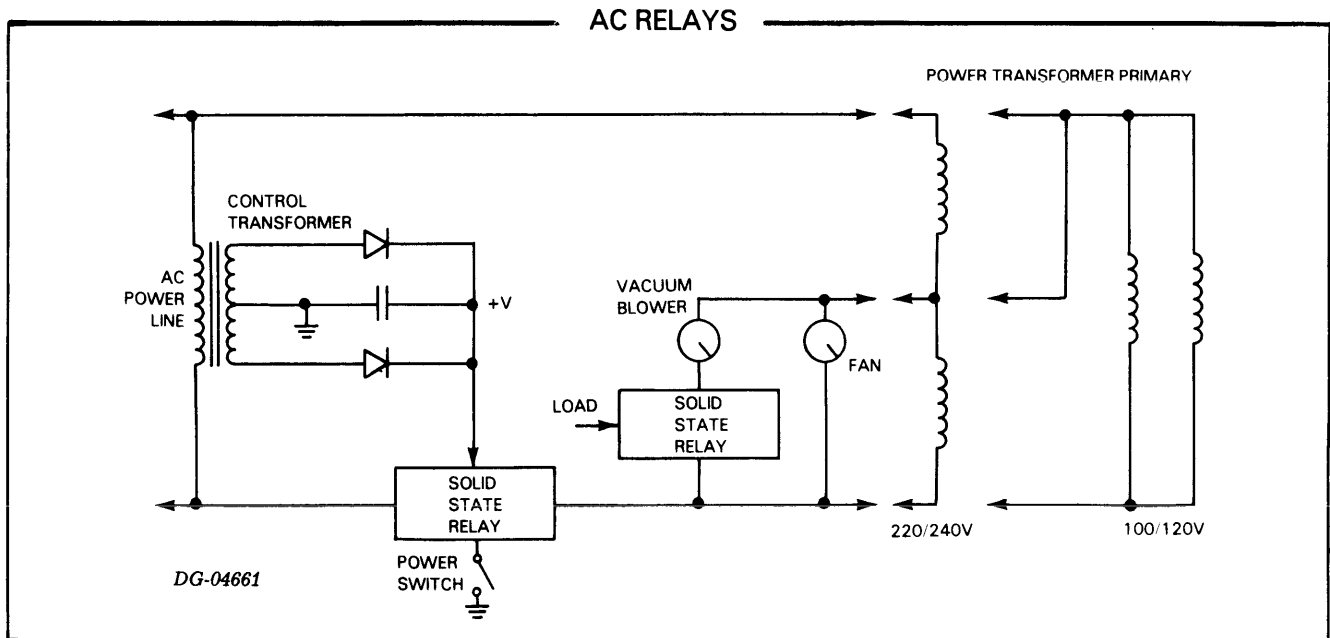 AC RELAYS
POWER TRANSFORMER PRIMARY
CONTROL
TRANSFORMER
AC
POWER
LINE
+V
VACUUM
BLOWER
FAN
LOAD
SOLID
STATE
RELAY
SOLID
STATE
RELAY
220/240V
100/120V
POWER
SWITCH
DG-04661